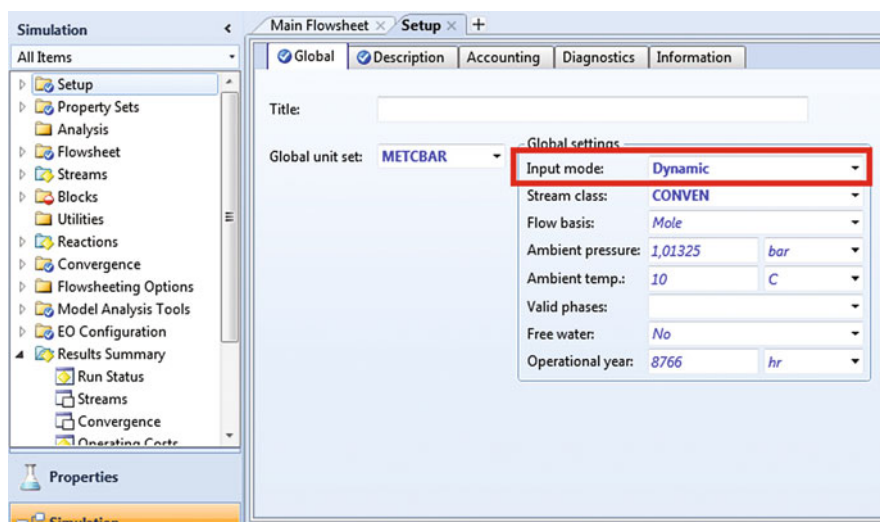 Simulation
All Items
Setup
Property Sets
Analysis
Flowsheet
Streams
Blocks
Utilities
Reactions
Convergence
Flowsheeting Options
Model Analysis Tools
EO Configuration
Results Summary
Run Status
Streams
Convergence
Operating Costs
Properties
Simulation
Main Flowsheet × Setup × +
Global Description Accounting Diagnostics Information
Title:
Global unit set: METCBAR
Global settings
Input mode: Dynamic
Stream class: CONVEN
Flow basis: Mole
Ambient pressure: 1,01325 bar
Ambient temp.: 10 C
Valid phases:
Free water: No
Operational year: 8766 hr